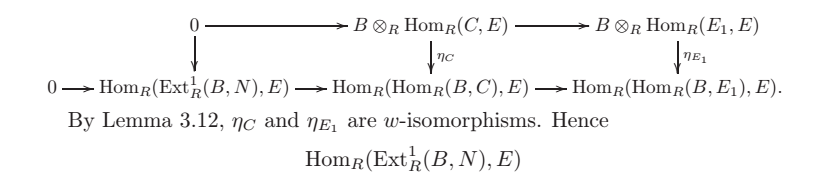 0 ⟶ B ⊗_R Hom_R(C, E) ⟶ B ⊗_R Hom_R(E_1, E)
η_C η_{E_1}
0 ⟶ Hom_R(Ext^1_R(B, N), E) ⟶ Hom_R(Hom_R(B, C), E) ⟶ Hom_R(Hom_R(B, E_1), E).
By Lemma 3.12, η_C and η_{E_1} are w-isomorphisms. Hence
Hom_R(Ext^1_R(B, N), E)